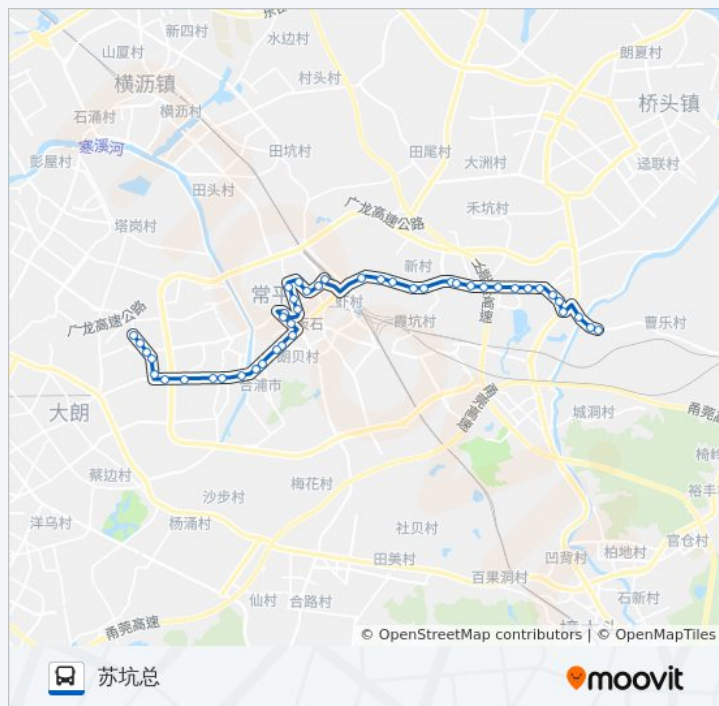 新四村
水边村
山厦村
朗夏村
横沥镇
村头村
桥头镇
石涌村
横沥村
寒溪河
田坑村
田尾村
大洲村
迳联村
彭屋村
田头村
禾坑村
塔岗村
广龙高速公路
新村
常平
广龙高速公路
霞坑村
曹乐村
朗贝村
大朗
甬莞高速
城洞村
蔡边村
梅花村
沙步村
洋乌村
杨涌村
社贝村
官仓村
田美村
凹背村
柏地村
百果洞村
仙村
合路村
石新村
甬莞高速
© OpenStreetMap contributors | © OpenMapTiles
苏坑总
moovit